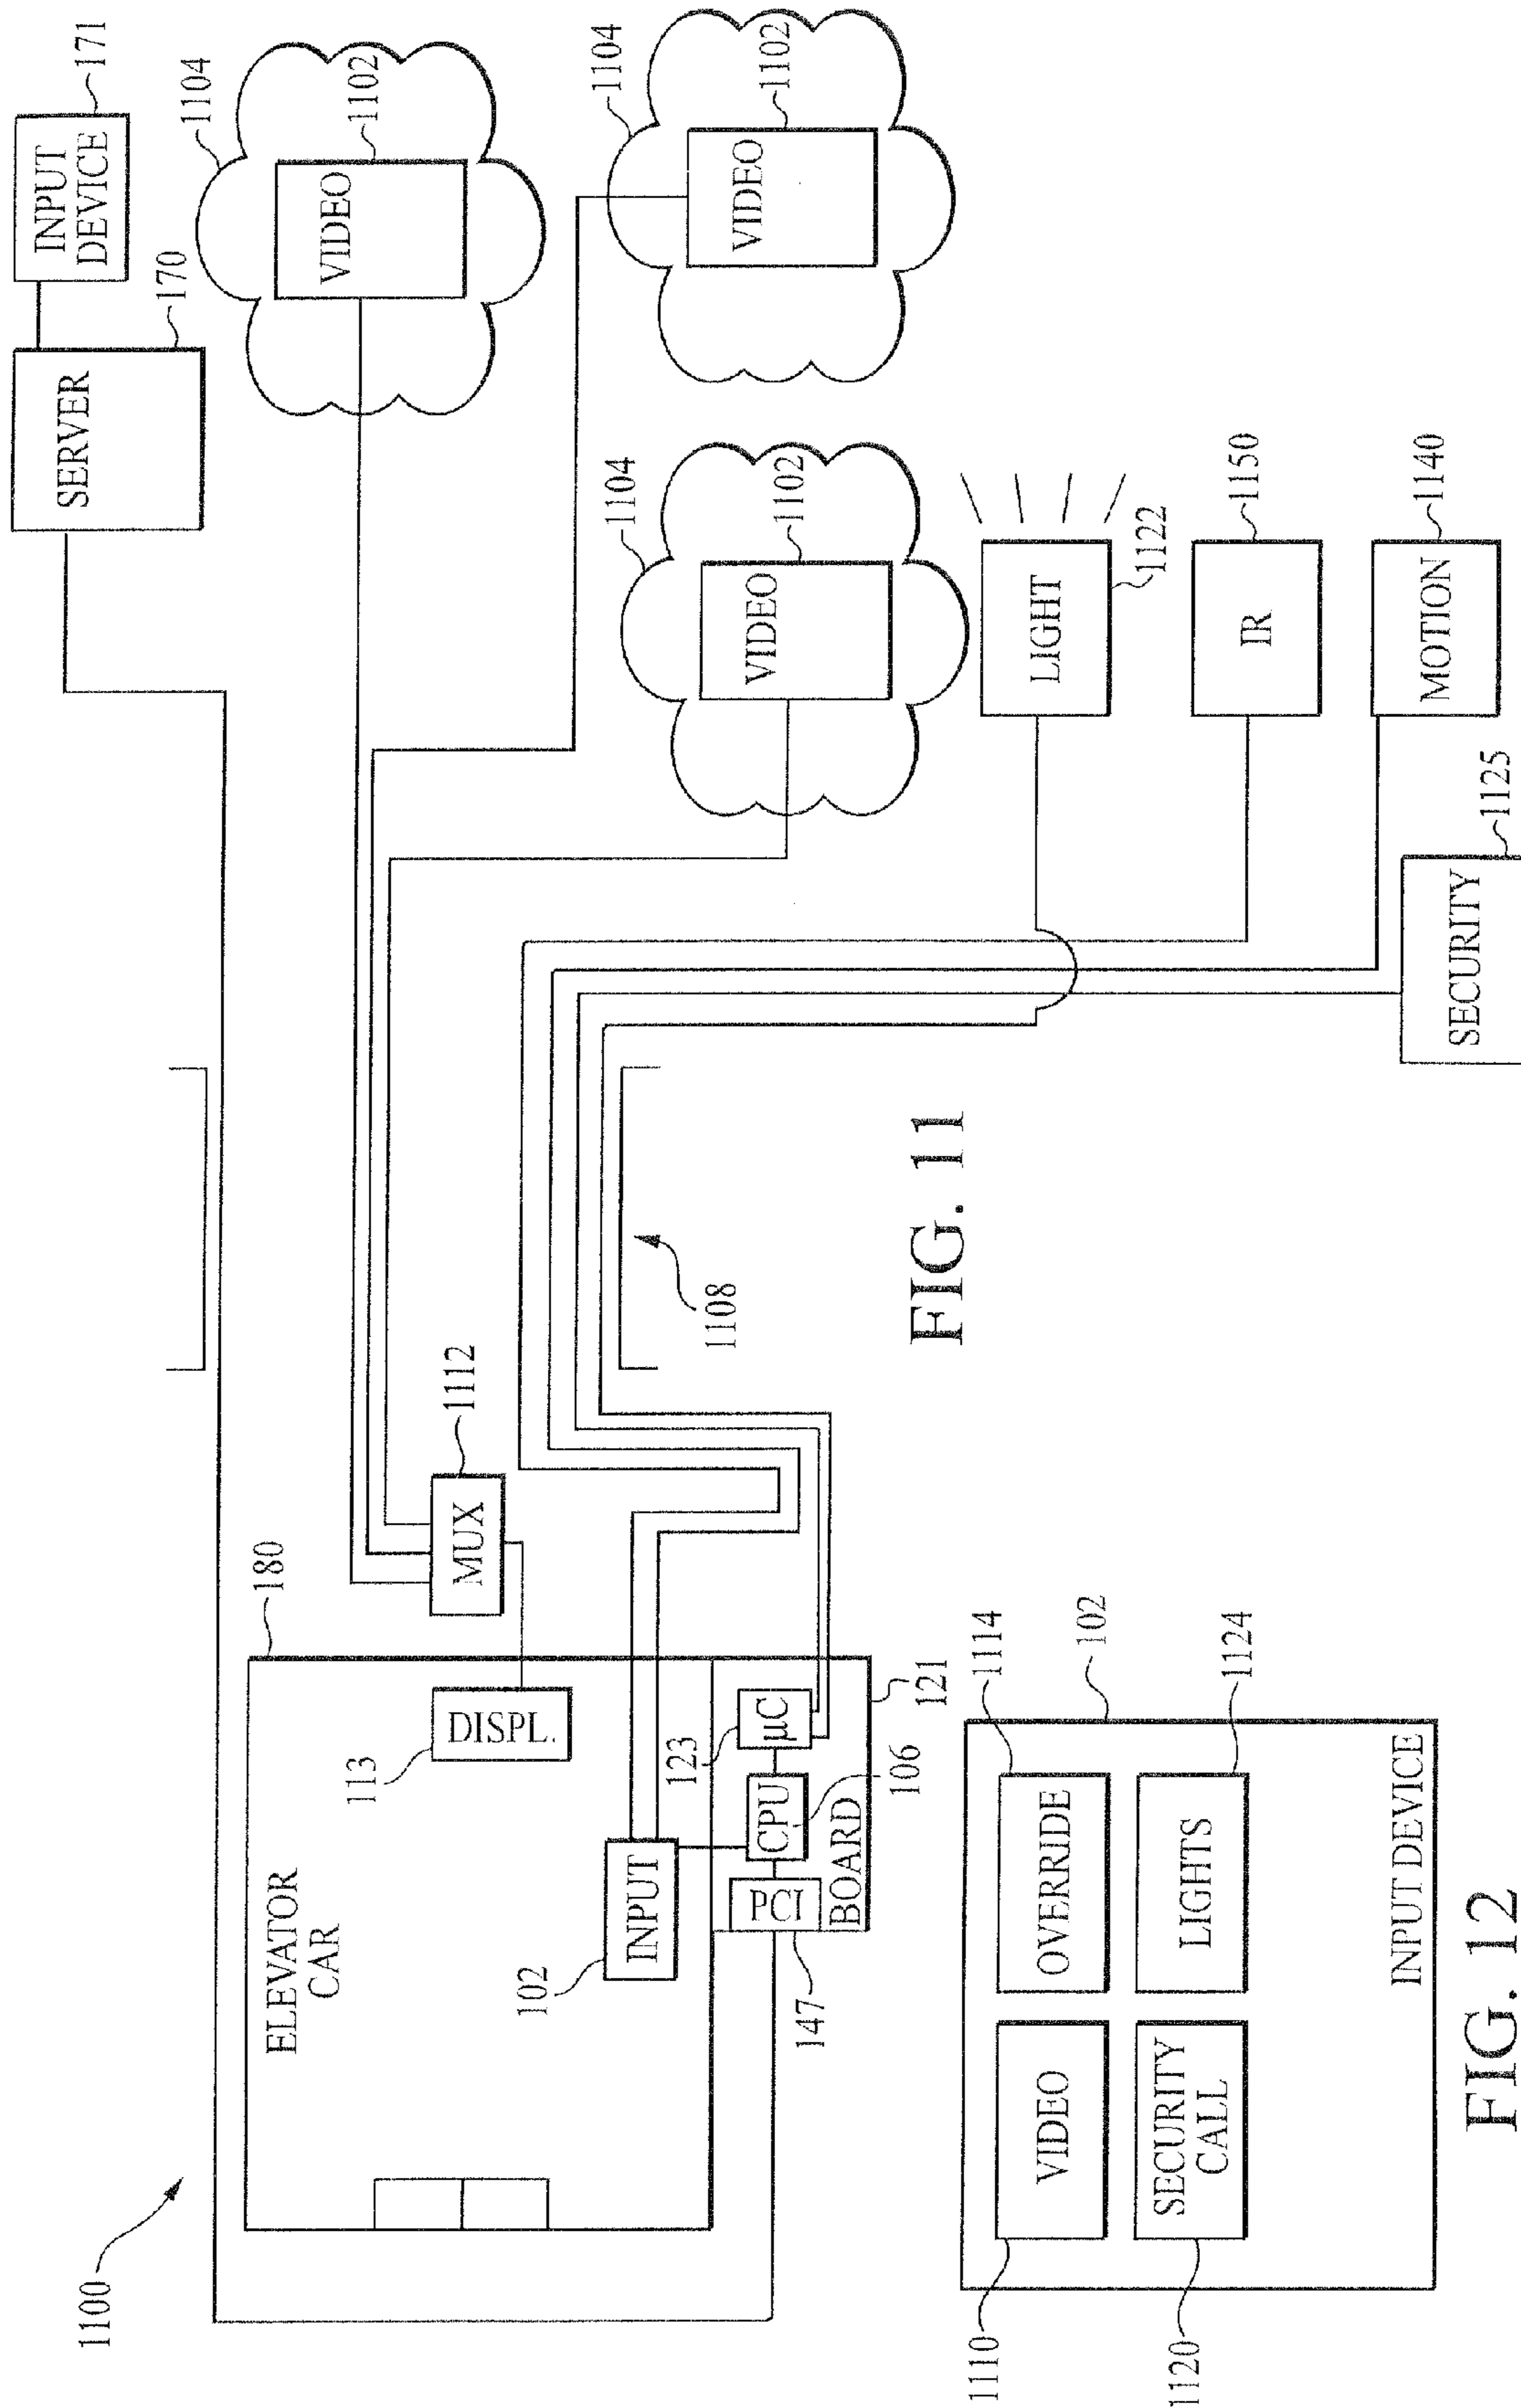 1100
ELEVATOR
CAR
180
DISPL.
113
INPUT
102
µC
123
CPU
106
PCI
147
BOARD
121
MUX
1112
1108
SERVER
170
INPUT
DEVICE
171
VIDEO
1102
1104
VIDEO
1102
1104
VIDEO
1102
1104
LIGHT
1122
IR
1150
MOTION
1140
SECURITY
1125
FIG. 11
VIDEO
1110
OVERRIDE
1114
102
SECURITY
CALL
1120
LIGHTS
1124
INPUT DEVICE
FIG. 12